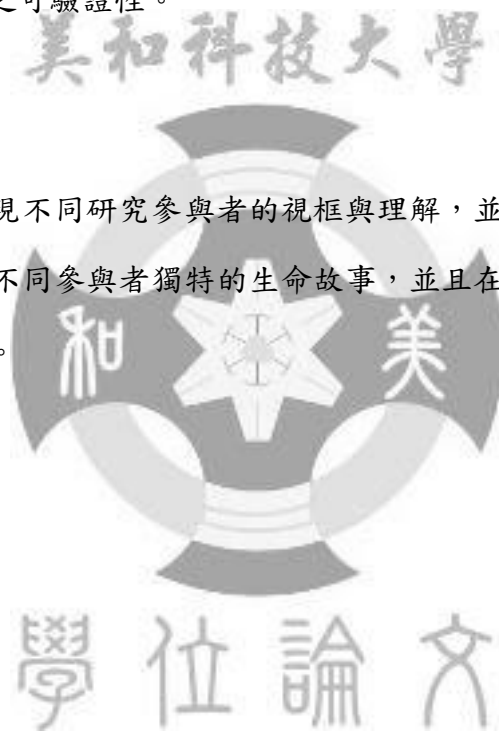 之可驗證性。
美和科技大學
現不同研究參與者的視框與理解，並
不同參與者獨特的生命故事，並且在
。
和 美
學位論文